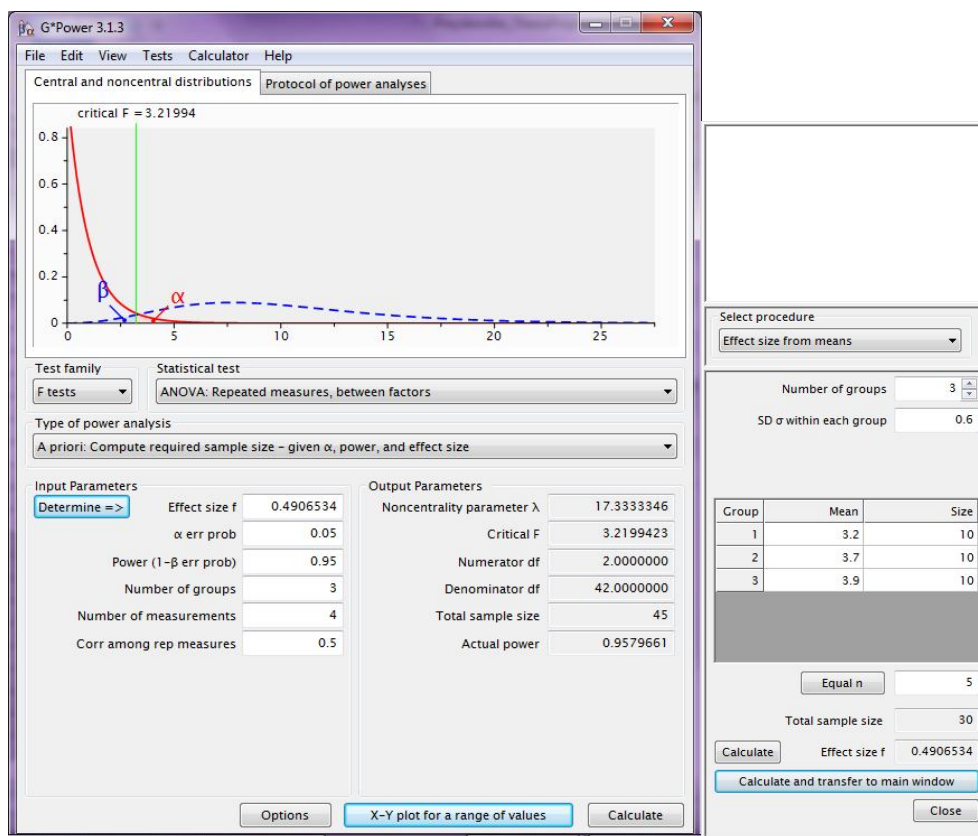 G*Power 3.1.3
File Edit View Tests Calculator Help
Central and noncentral distributions Protocol of power analyses
critical F = 3.21994
0.8
0.6
0.4
0.2
0
β
α
0 5 10 15 20 25
Test family Statistical test
F tests ANOVA: Repeated measures, between factors
Type of power analysis
A priori: Compute required sample size – given α, power, and effect size
Input Parameters Output Parameters
Determine => Effect size f 0.4906534 Noncentrality parameter λ 17.3333346
α err prob 0.05 Critical F 3.2199423
Power (1-β err prob) 0.95 Numerator df 2.0000000
Number of groups 3 Denominator df 42.0000000
Number of measurements 4 Total sample size 45
Corr among rep measures 0.5 Actual power 0.9579661
Options X-Y plot for a range of values Calculate
Select procedure
Effect size from means
Number of groups 3
SD σ within each group 0.6
Group Mean Size
1 3.2 10
2 3.7 10
3 3.9 10
Equal n 5
Total sample size 30
Calculate Effect size f 0.4906534
Calculate and transfer to main window
Close